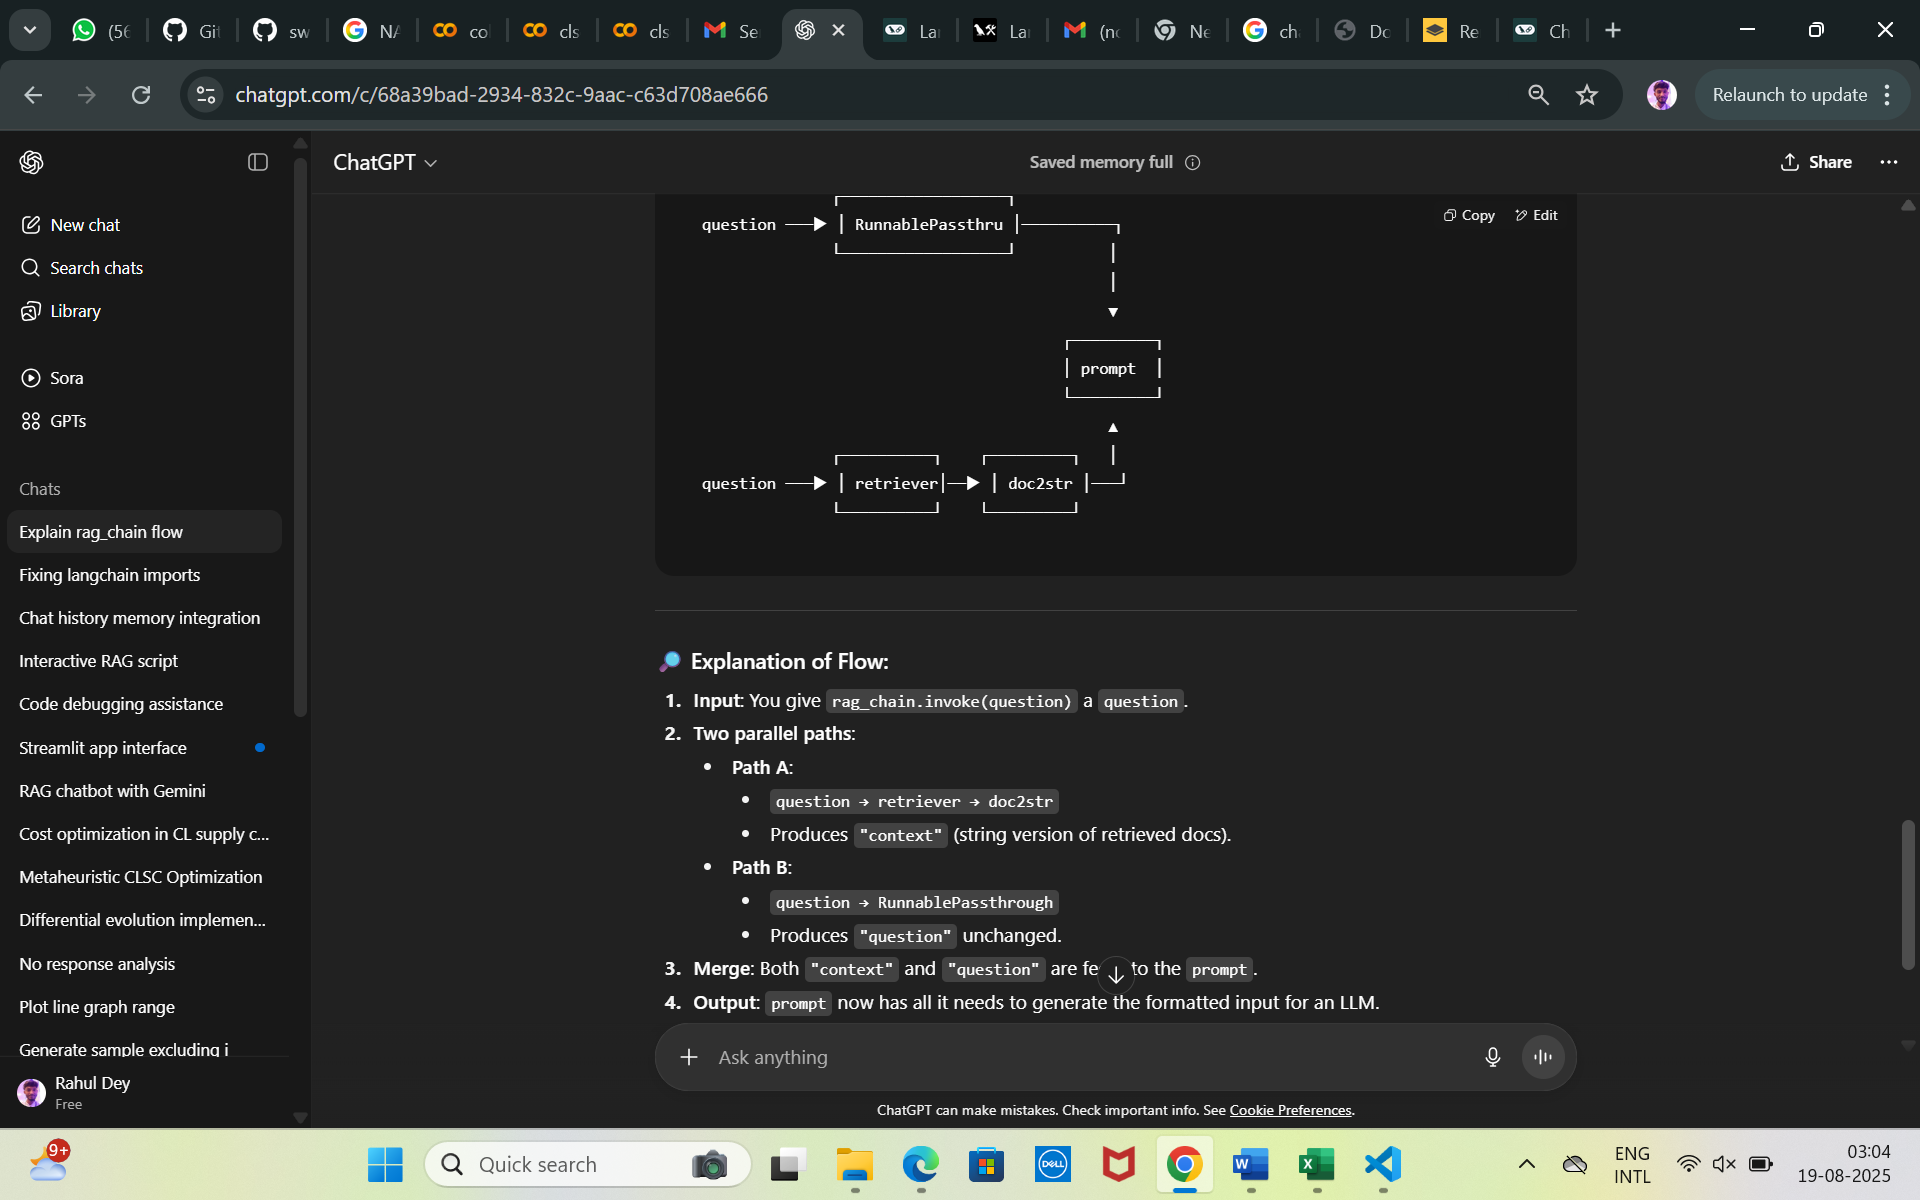 (56
Git
sw
NA
co
cls
cls
Se
La
La
(no
Ne
ch
Do
Re
Ch
chatgpt.com/c/68a39bad-2934-832c-9aac-c63d708ae666
Relaunch to update
ChatGPT
Saved memory full
Share
New chat
Search chats
Library
Sora
GPTs
Chats
Explain rag_chain flow
Fixing langchain imports
Chat history memory integration
Interactive RAG script
Code debugging assistance
Streamlit app interface
RAG chatbot with Gemini
Cost optimization in CL supply c...
Metaheuristic CLSC Optimization
Differential evolution implemen...
No response analysis
Plot line graph range
Generate sample excluding i
Rahul Dey
Free
Copy
Edit
question ──▶ │ RunnablePassthru │
prompt
question ──▶ │ retriever│─▶ │ doc2str │
🔎 Explanation of Flow:
1. Input: You give rag_chain.invoke(question) a question.
2. Two parallel paths:
• Path A:
• question → retriever → doc2str
• Produces "context" (string version of retrieved docs).
• Path B:
• question → RunnablePassthrough
• Produces "question" unchanged.
3. Merge: Both "context" and "question" are fe to the prompt.
4. Output: prompt now has all it needs to generate the formatted input for an LLM.
Ask anything
ChatGPT can make mistakes. Check important info. See Cookie Preferences.
9+
Quick search
DELL
W
X
ENG
INTL
03:04
19-08-2025